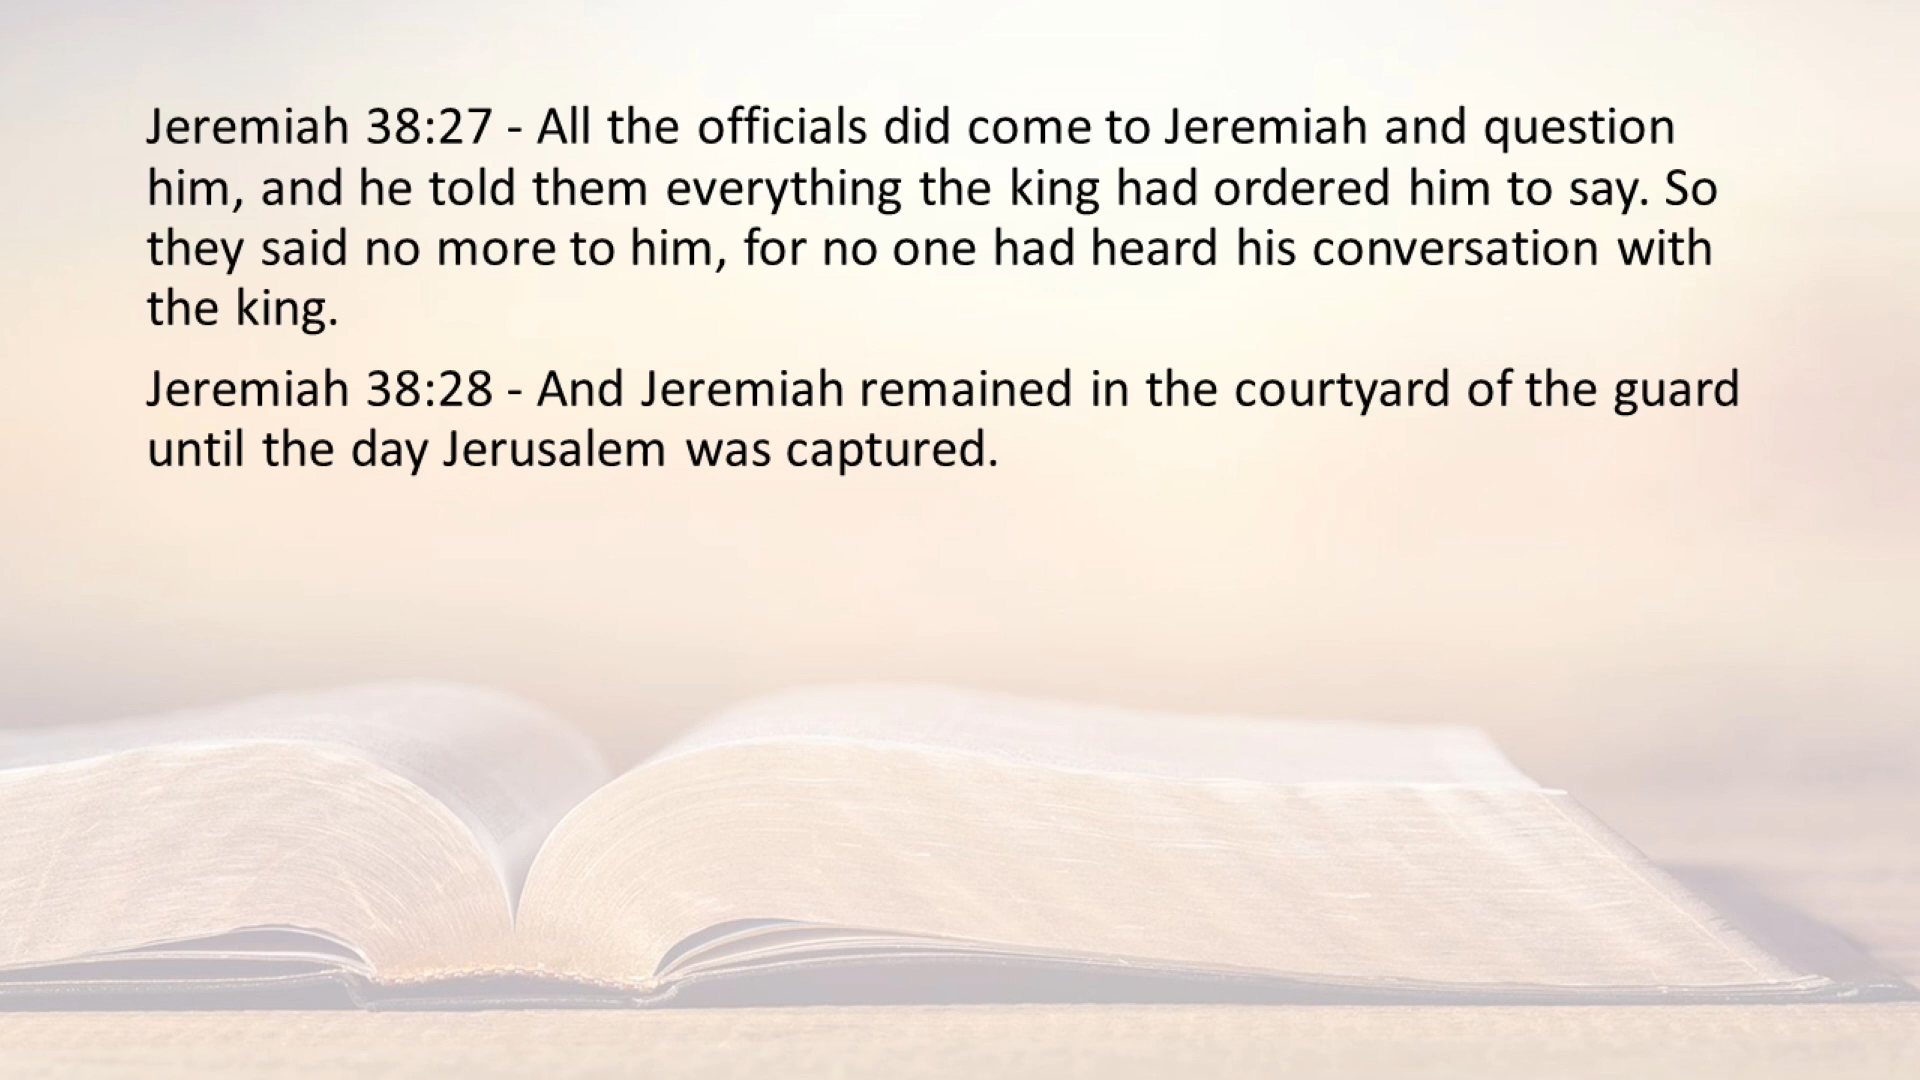 Jeremiah 38:27 - All the officials did come to Jeremiah and question
him, and he told them everything the king had ordered him to say. So
they said no more to him, for no one had heard his conversation with
the king.
Jeremiah 38:28 - And Jeremiah remained in the courtyard of the guard
until the day Jerusalem was captured.